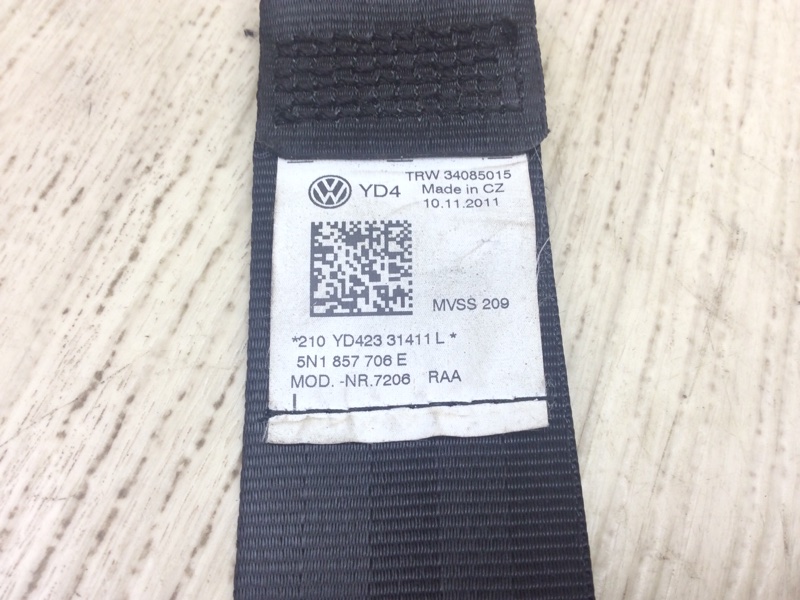 TRW 34085015
YD4 Made in CZ
10.11.2011
MVSS 209
*210 YD423 31411 L *
5N1 857 706 E
MOD. -NR.7206 RAA